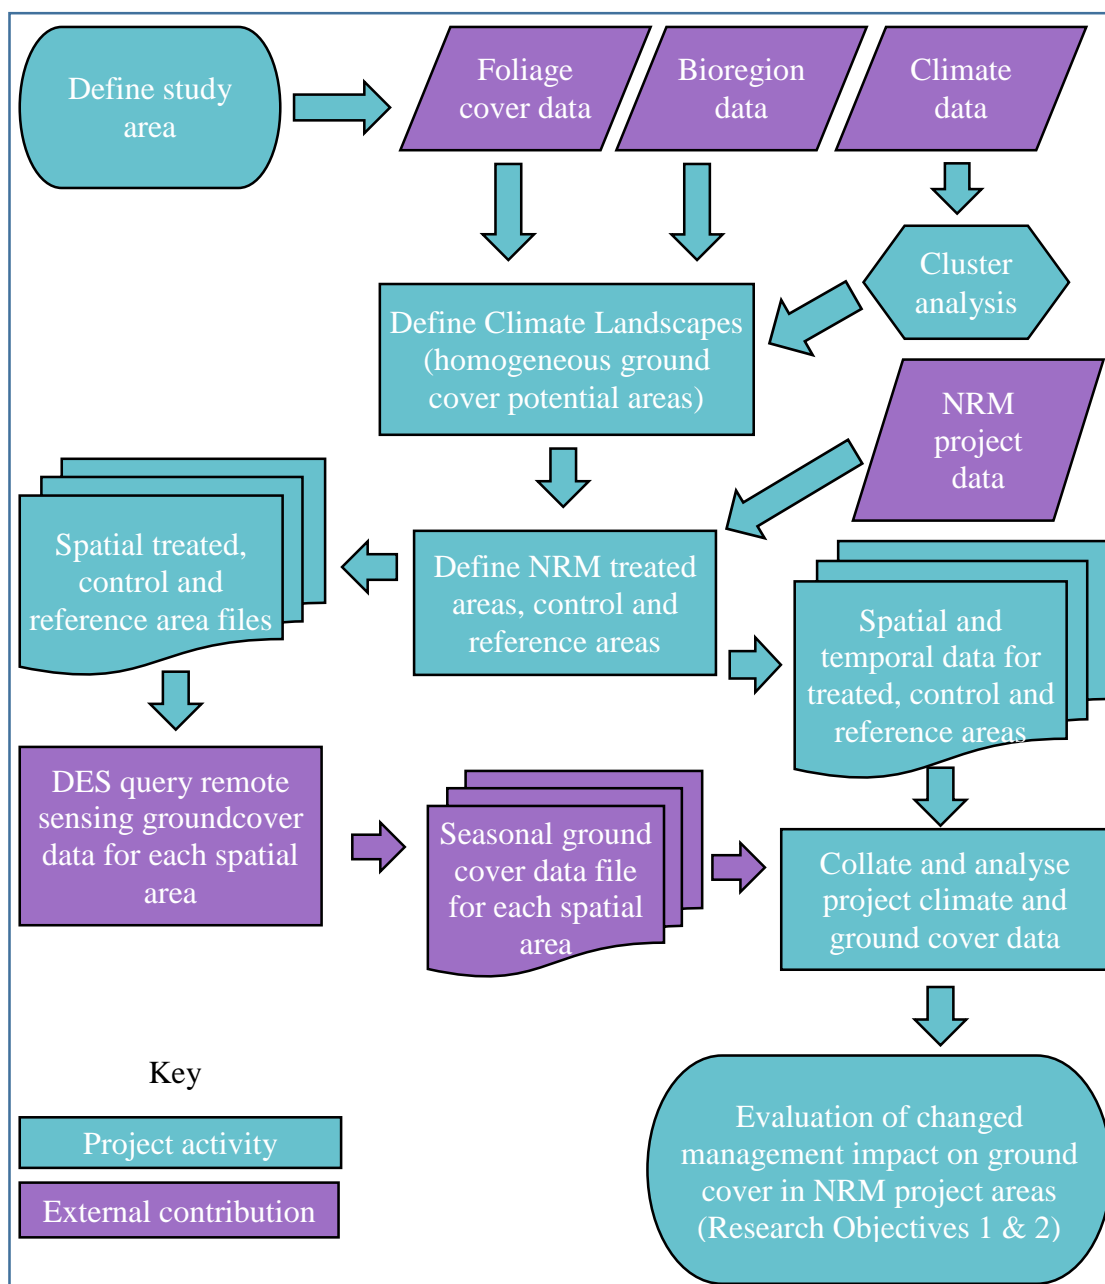 Define study
area
Foliage
cover data
Bioregion
data
Climate
data
Cluster
analysis
Define Climate Landscapes
(homogeneous ground
cover potential areas)
NRM
project
data
Spatial treated,
control and
reference area files
Define NRM treated
areas, control and
reference areas
Spatial and
temporal data for
treated, control and
reference areas
DES query remote
sensing groundcover
data for each spatial
area
Seasonal ground
cover data file
for each spatial
area
Collate and analyse
project climate and
ground cover data
Key
Project activity
External contribution
Evaluation of changed
management impact on ground
cover in NRM project areas
(Research Objectives 1 & 2)